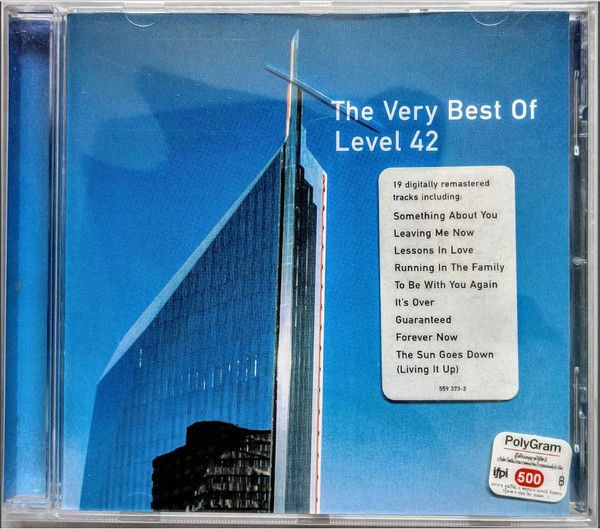 The Very Best Of
Level 42
19 digitally remastered
tracks including:
Something About You
Leaving Me Now
Lessons In Love
Running In The Family
To Be With You Again
It's Over
Guaranteed
Forever Now
The Sun Goes Down
(Living It Up)
559 373-2
PolyGram
ifpi 500 B